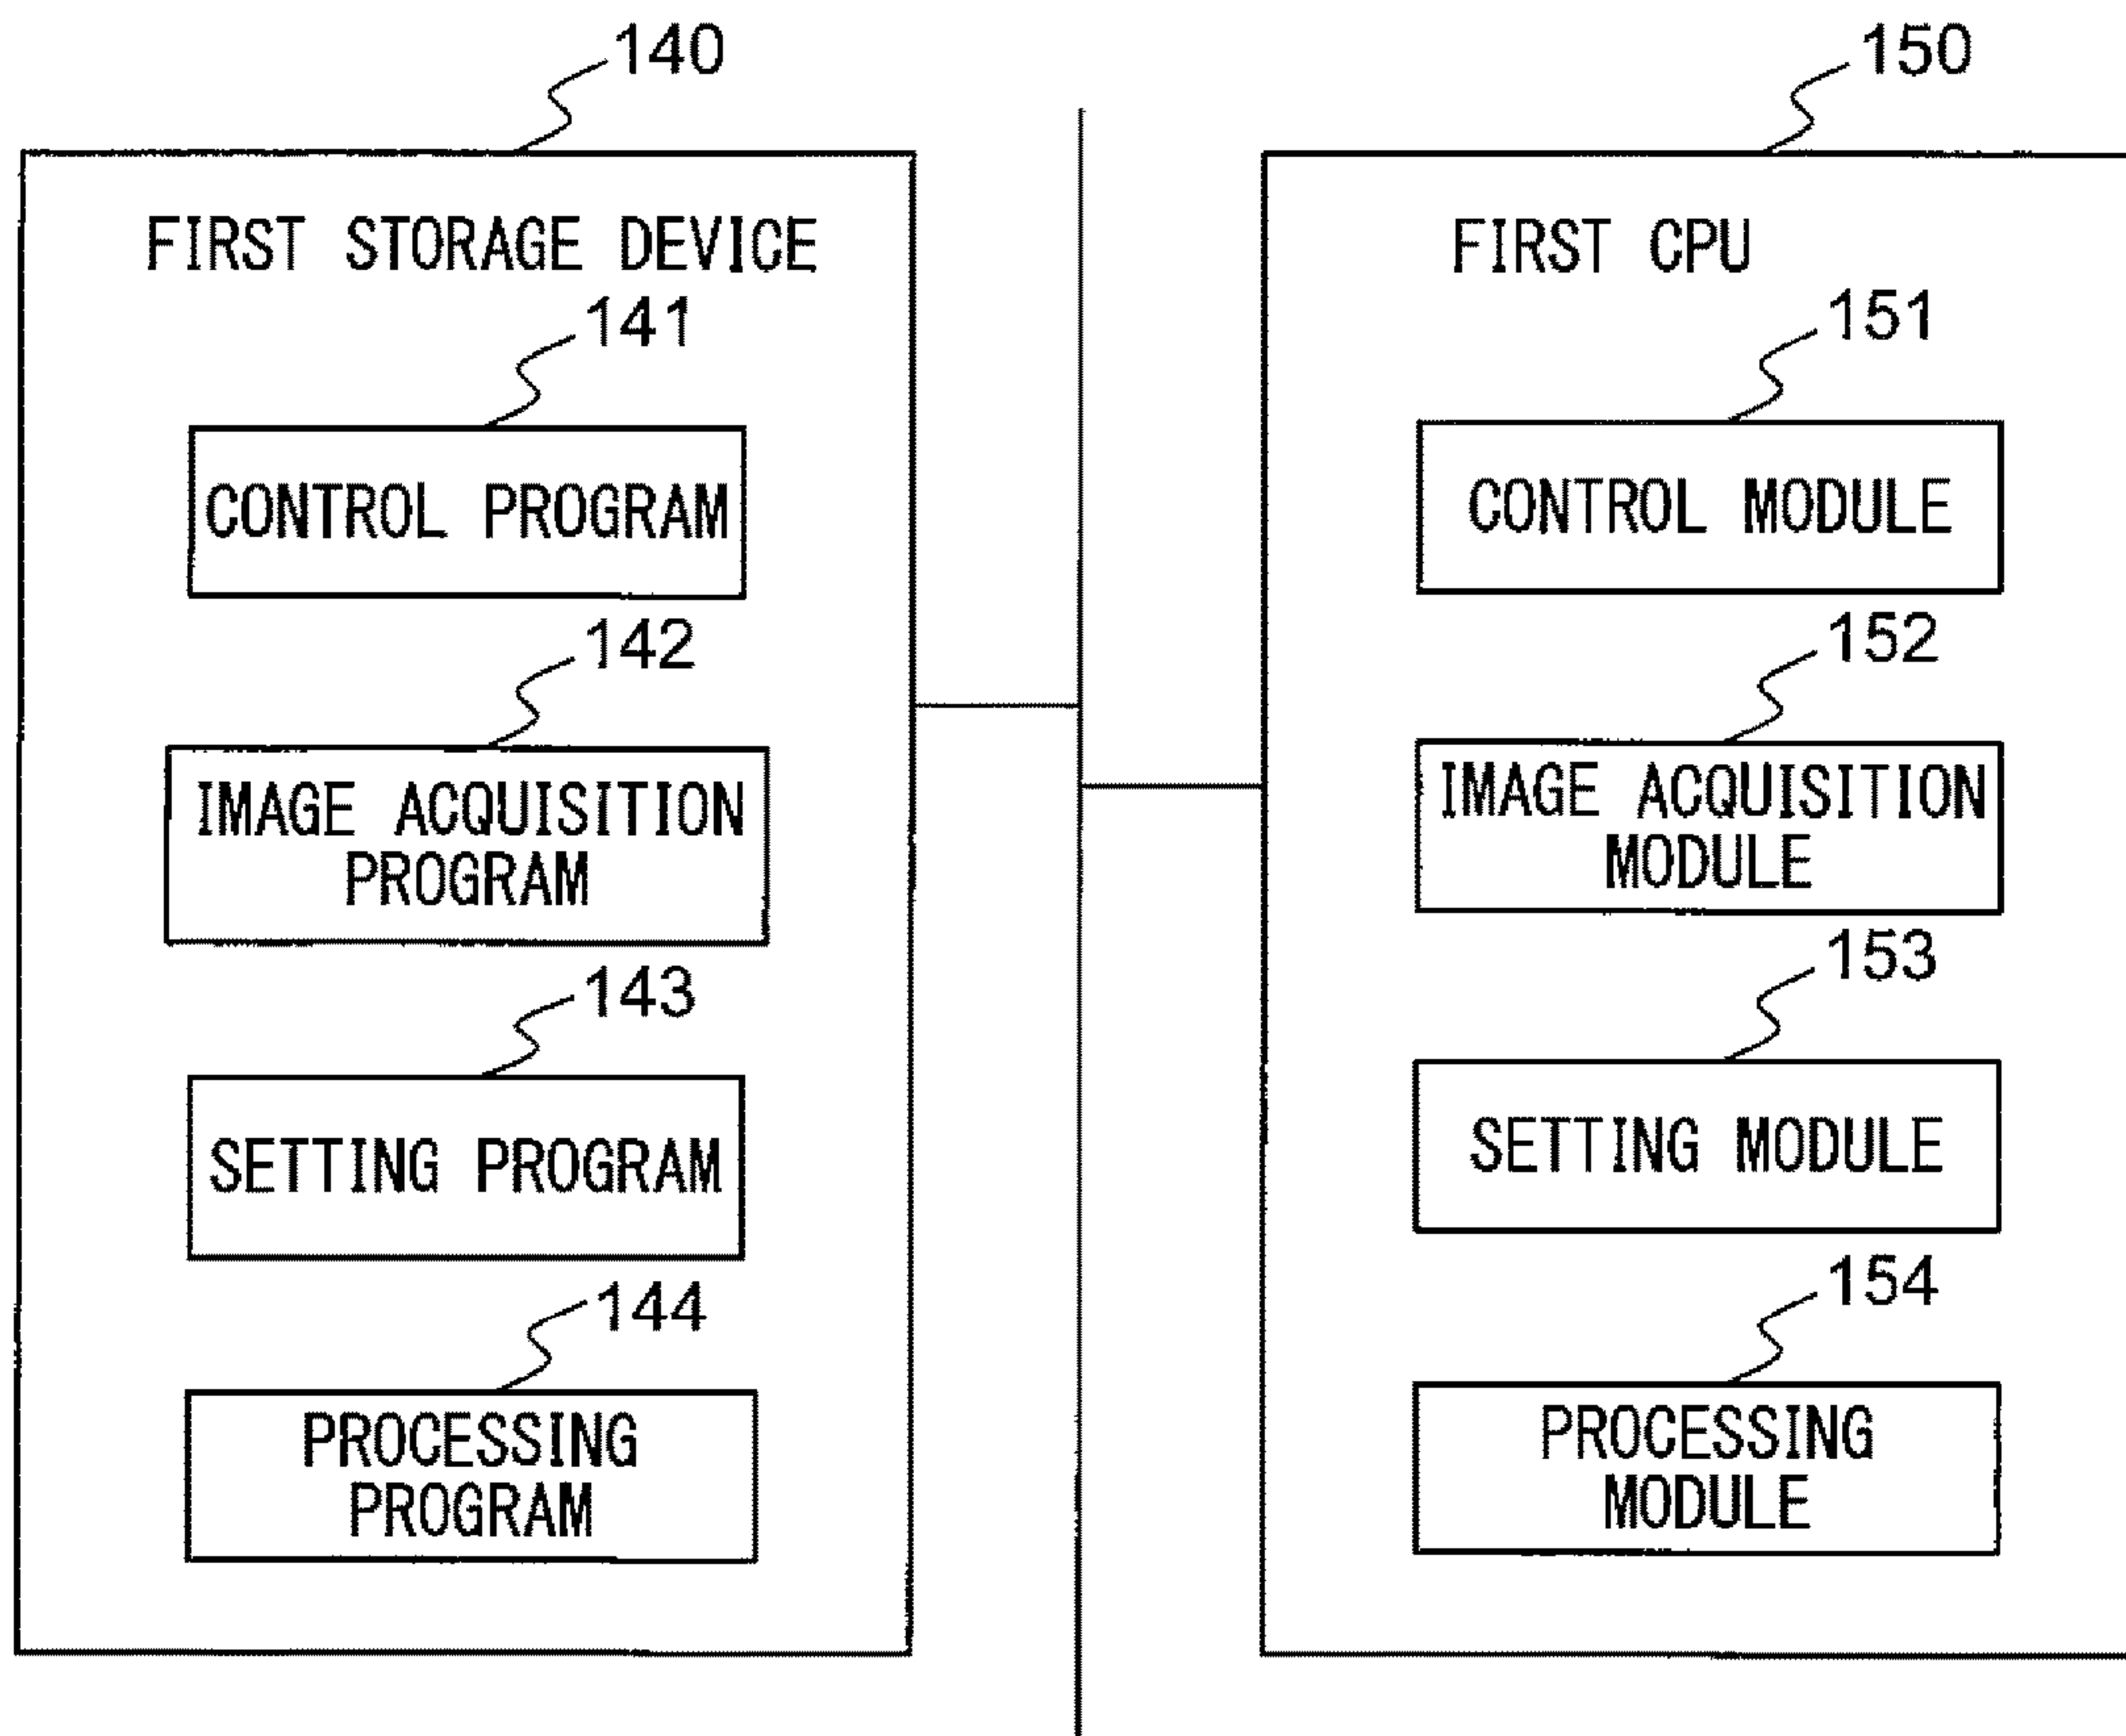 140
FIRST STORAGE DEVICE
141
CONTROL PROGRAM
142
IMAGE ACQUISITION
PROGRAM
143
SETTING PROGRAM
144
PROCESSING
PROGRAM
150
FIRST CPU
151
CONTROL MODULE
152
IMAGE ACQUISITION
MODULE
153
SETTING MODULE
154
PROCESSING
MODULE